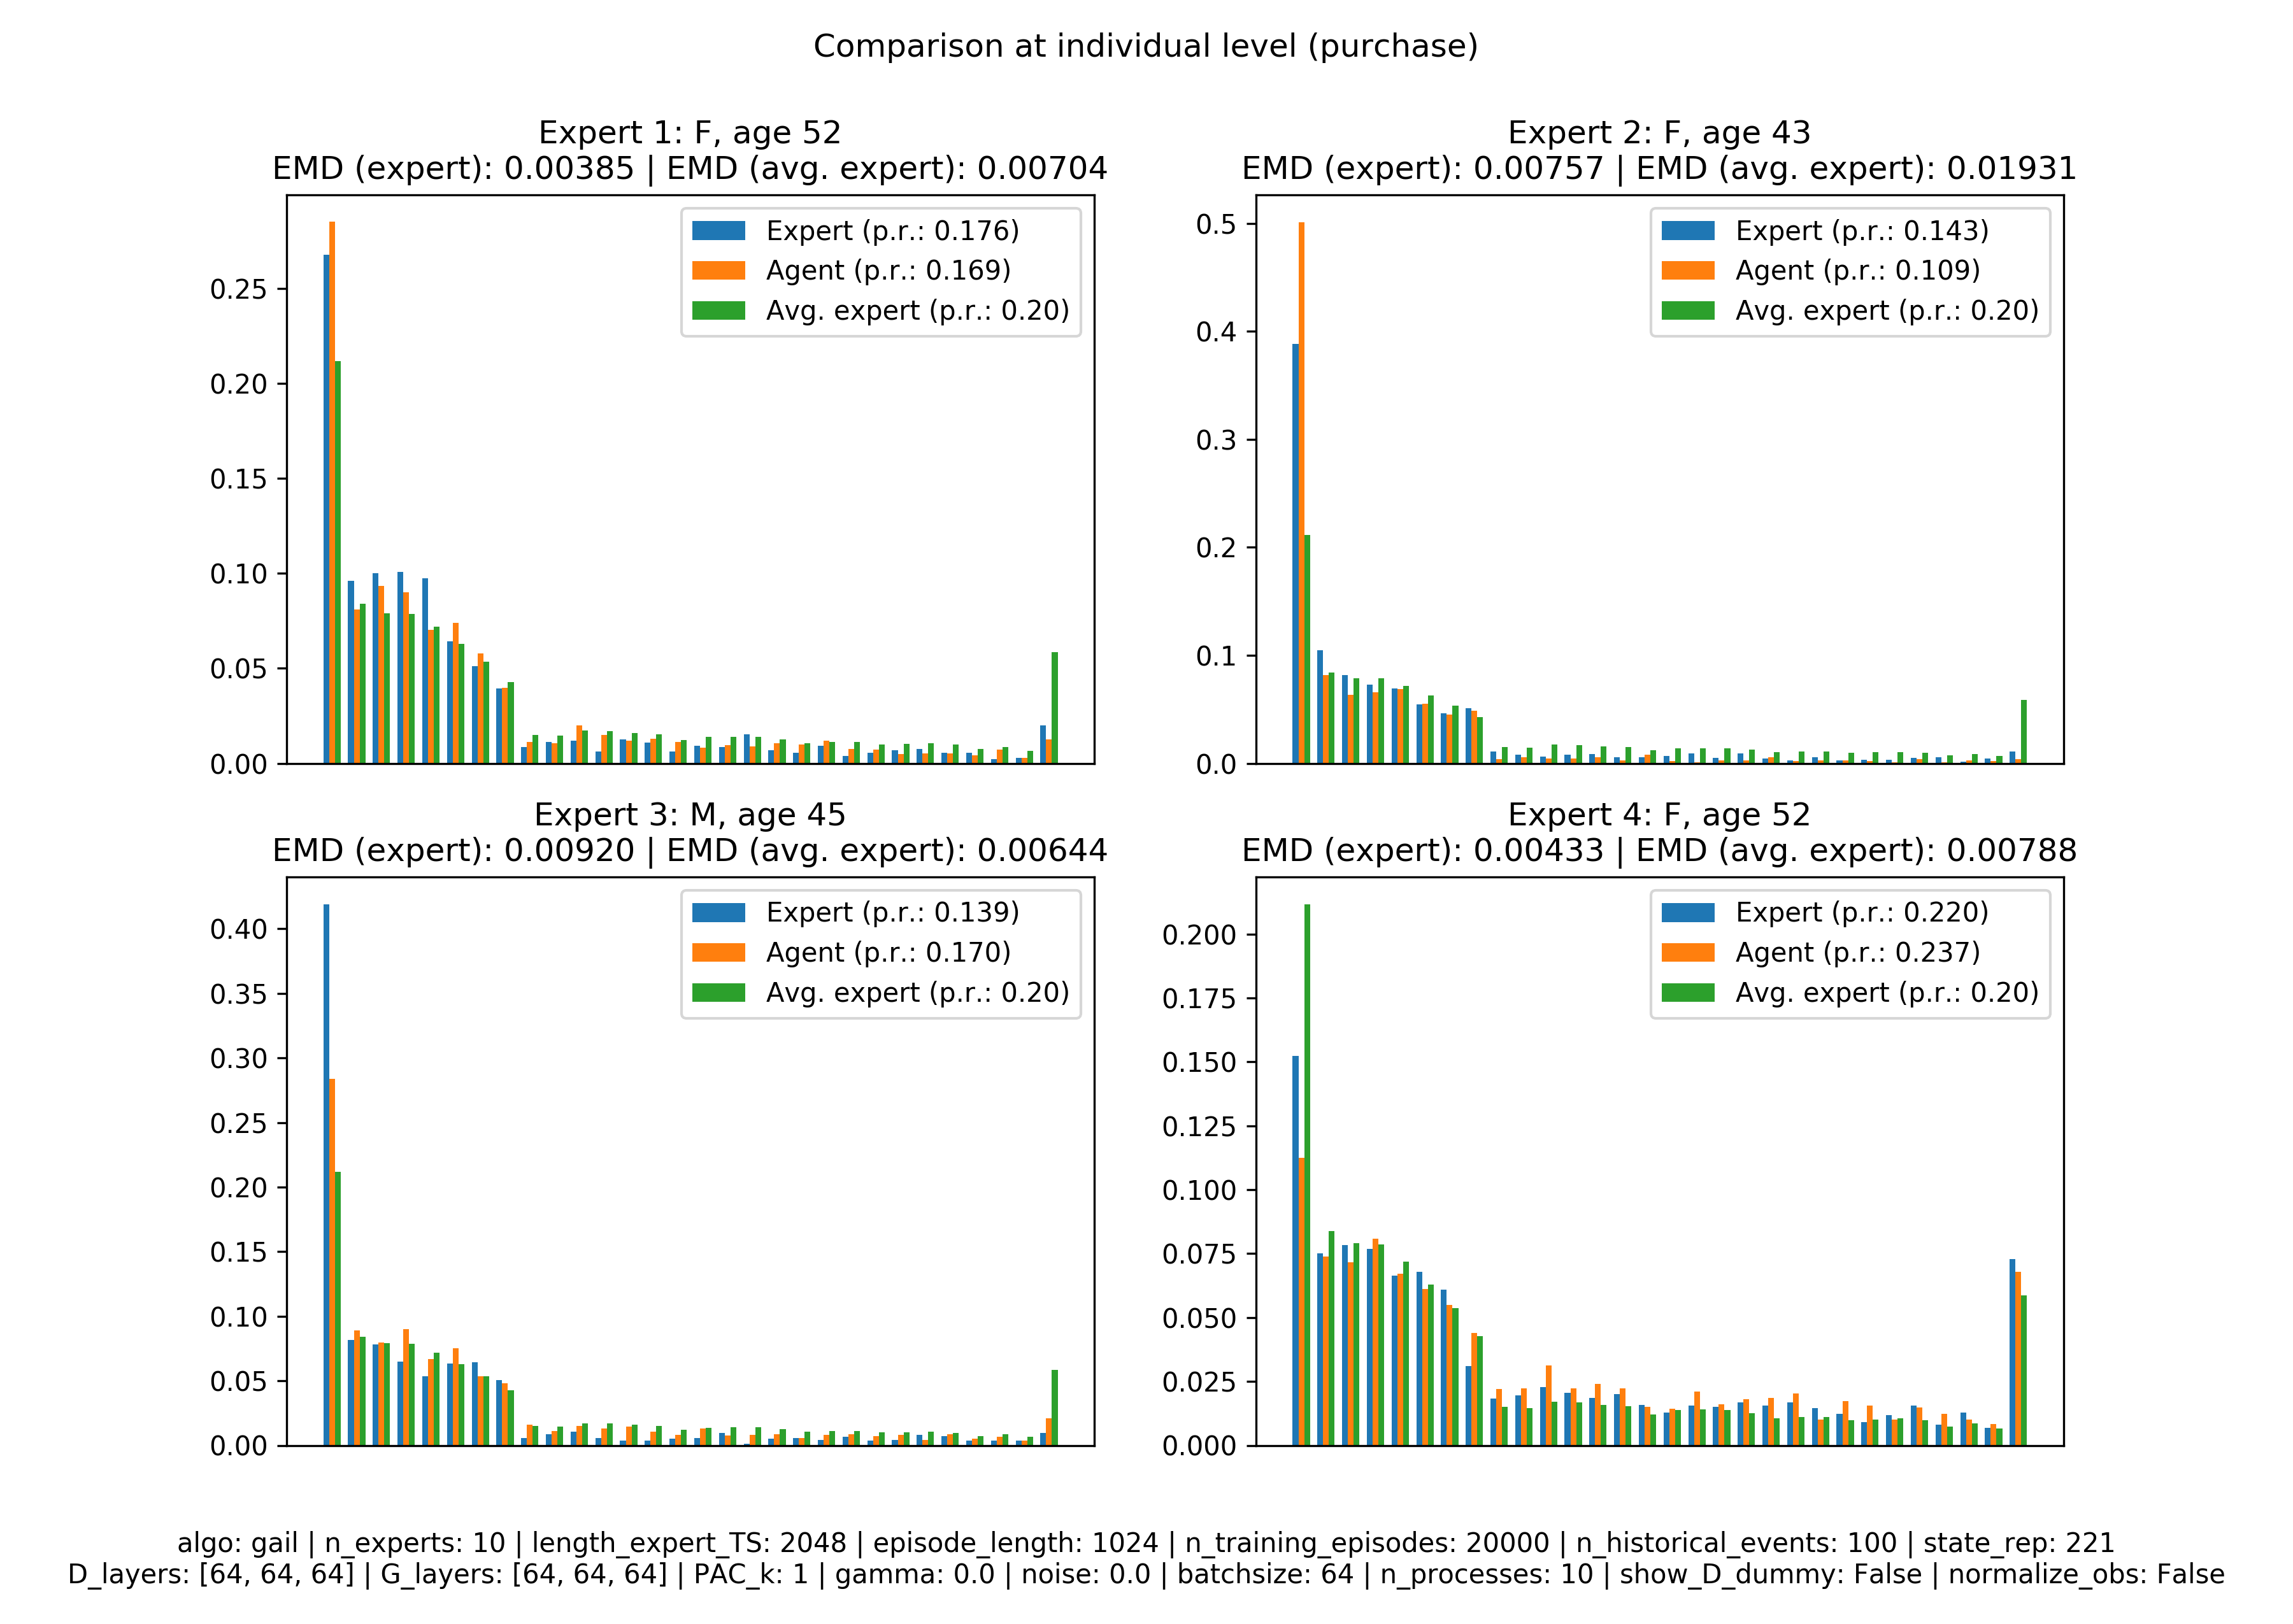 Comparison at individual level (purchase)
Expert 1: F, age 52
EMD (expert): 0.00385 | EMD (avg. expert): 0.00704
Expert (p.r.: 0.176)
Agent (p.r.: 0.169)
Avg. expert (p.r.: 0.20)
0.25
0.20
0.15
0.10
0.05
0.00
Expert 2: F, age 43
EMD (expert): 0.00757 | EMD (avg. expert): 0.01931
Expert (p.r.: 0.143)
Agent (p.r.: 0.109)
Avg. expert (p.r.: 0.20)
0.5
0.4
0.3
0.2
0.1
0.0
Expert 3: M, age 45
EMD (expert): 0.00920 | EMD (avg. expert): 0.00644
Expert (p.r.: 0.139)
Agent (p.r.: 0.170)
Avg. expert (p.r.: 0.20)
0.40
0.35
0.30
0.25
0.20
0.15
0.10
0.05
0.00
Expert 4: F, age 52
EMD (expert): 0.00433 | EMD (avg. expert): 0.00788
Expert (p.r.: 0.220)
Agent (p.r.: 0.237)
Avg. expert (p.r.: 0.20)
0.200
0.175
0.150
0.125
0.100
0.075
0.050
0.025
0.000
algo: gail | n_experts: 10 | length_expert_TS: 2048 | episode_length: 1024 | n_training_episodes: 20000 | n_historical_events: 100 | state_rep: 221
D_layers: [64, 64, 64] | G_layers: [64, 64, 64] | PAC_k: 1 | gamma: 0.0 | noise: 0.0 | batchsize: 64 | n_processes: 10 | show_D_dummy: False | normalize_obs: False